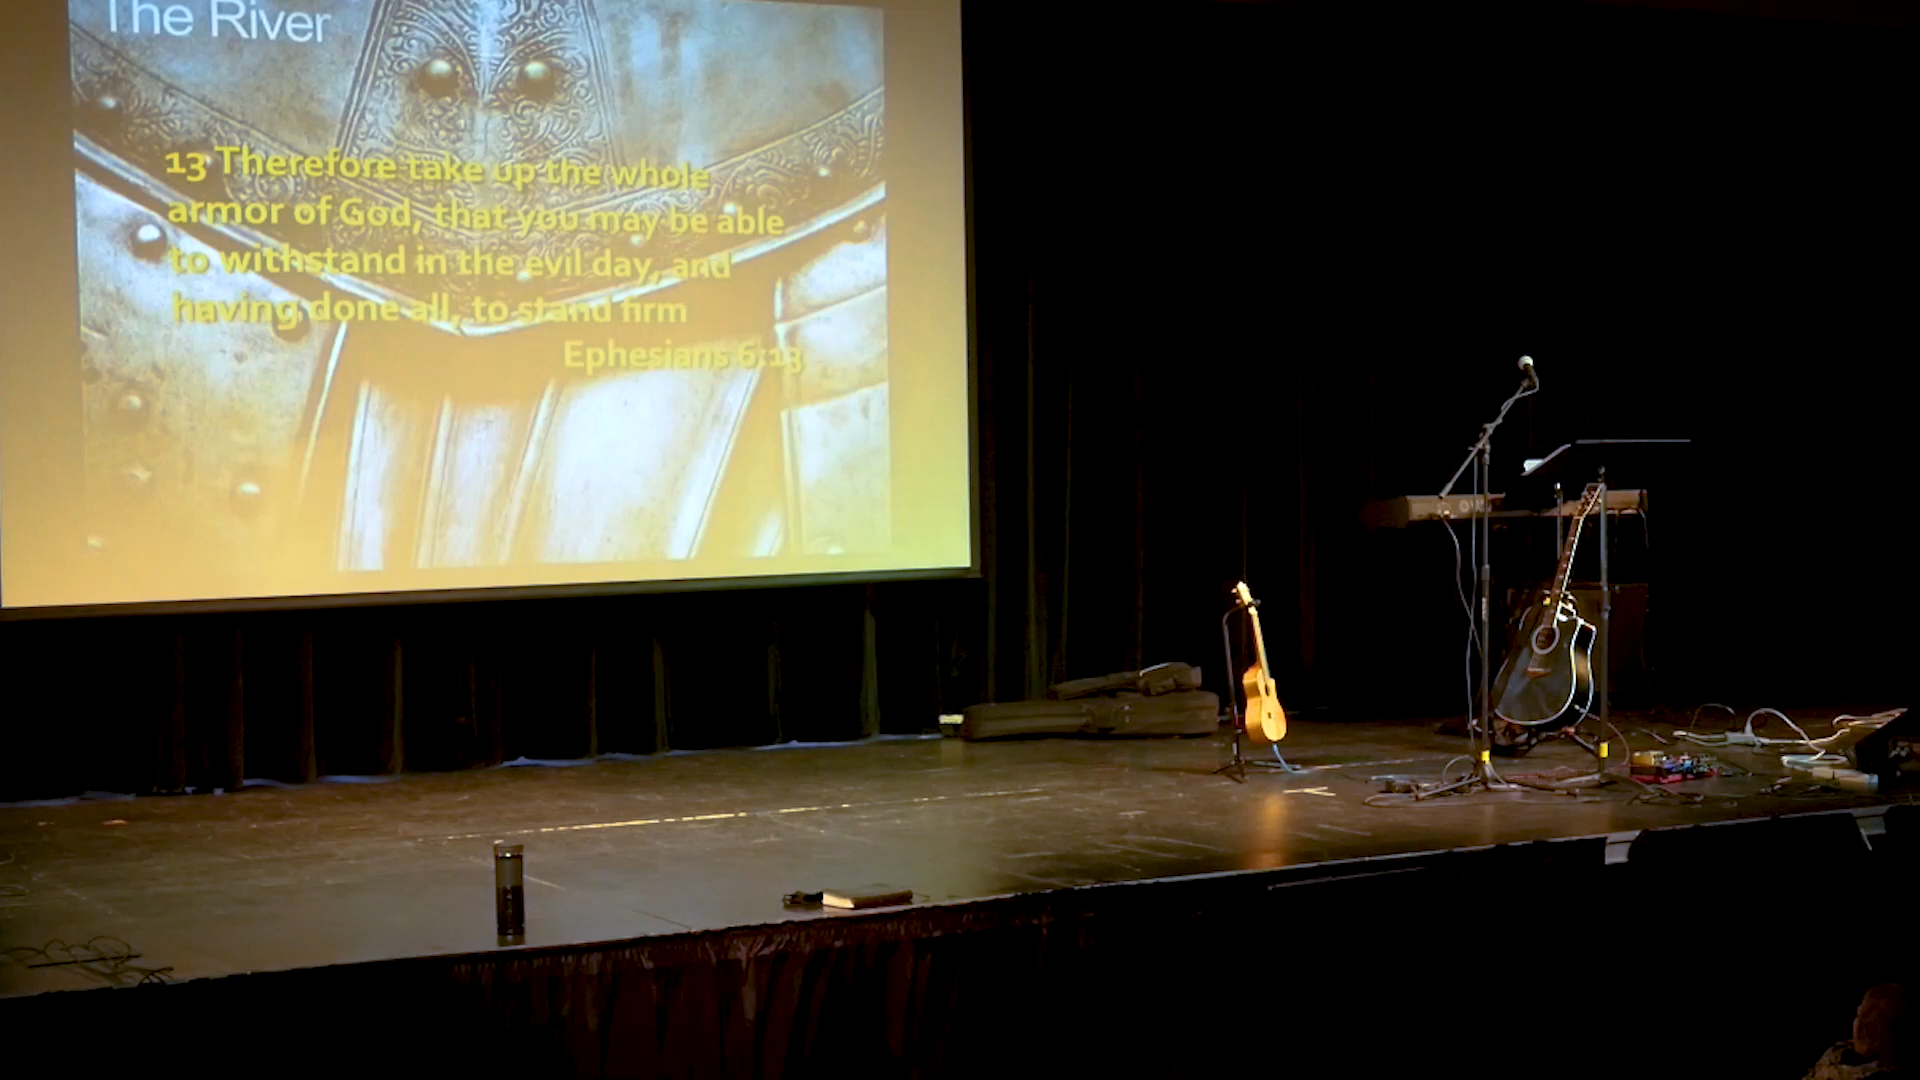 The River
13 Therefore take up the whole
armor of God, that you may be able
to withstand in the evil day, and
having done all, to stand firm
Ephesians 6:13